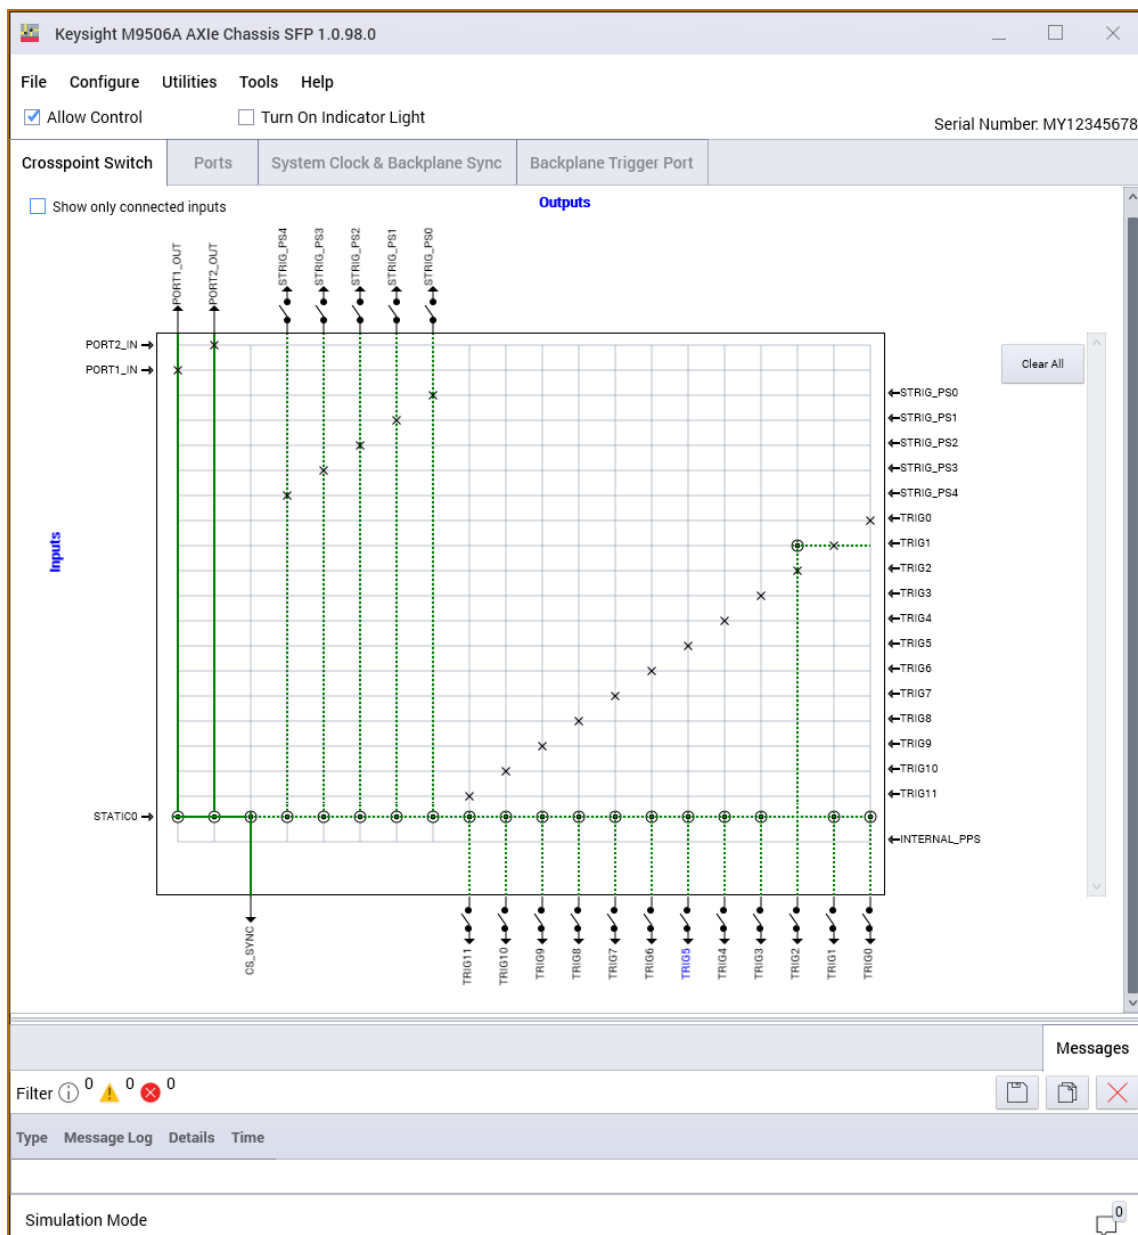 Keysight M9506A AXIe Chassis SFP 1.0.98.0
File Configure Utilities Tools Help
Allow Control Turn On Indicator Light
Serial Number: MY12345678
Crosspoint Switch Ports System Clock & Backplane Sync Backplane Trigger Port
Show only connected inputs
Outputs
PORT1_OUT
PORT2_OUT
STRIG_PS4
STRIG_PS3
STRIG_PS2
STRIG_PS1
STRIG_PS0
PORT2_IN
PORT1_IN
Clear All
STRIG_PS0
STRIG_PS1
STRIG_PS2
STRIG_PS3
STRIG_PS4
TRIG0
Inputs
TRIG1
TRIG2
TRIG3
TRIG4
TRIG5
TRIG6
TRIG7
TRIG8
TRIG9
TRIG10
TRIG11
STATIC0
INTERNAL_PPS
CS_SYNC
TRIG11
TRIG10
TRIG9
TRIG8
TRIG7
TRIG6
TRIG5
TRIG4
TRIG3
TRIG2
TRIG1
TRIG0
Messages
Filter 0 0 0
Type Message Log Details Time
Simulation Mode
0